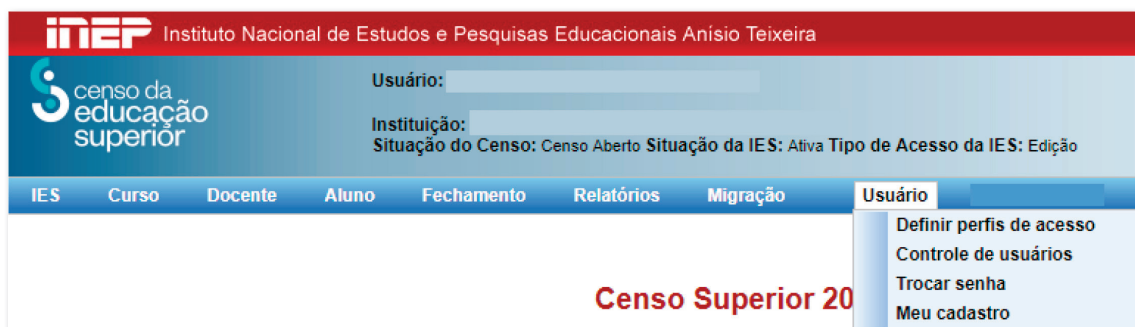 inep Instituto Nacional de Estudos e Pesquisas Educacionais Anísio Teixeira
censo da
educação
superior
Usuário:
Instituição:
Situação do Censo: Censo Aberto Situação da IES: Ativa Tipo de Acesso da IES: Edição
IES Curso Docente Aluno Fechamento Relatórios Migração Usuário
Definir perfis de acesso
Controle de usuários
Trocar senha
Meu cadastro
Censo Superior 20